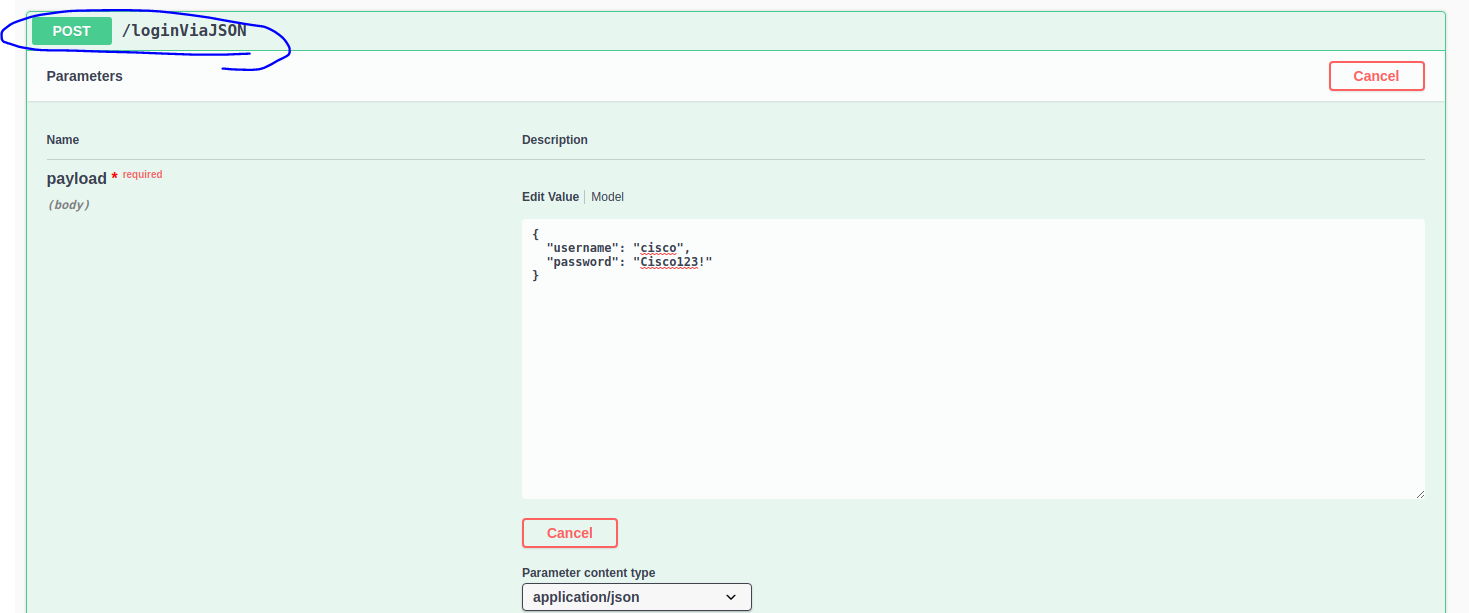 POST /loginViaJSON
Parameters
Cancel
Name Description
payload * required
(body)
Edit Value | Model
{
"username": "cisco",
"password": "Cisco123!"
}
Cancel
Parameter content type
application/json